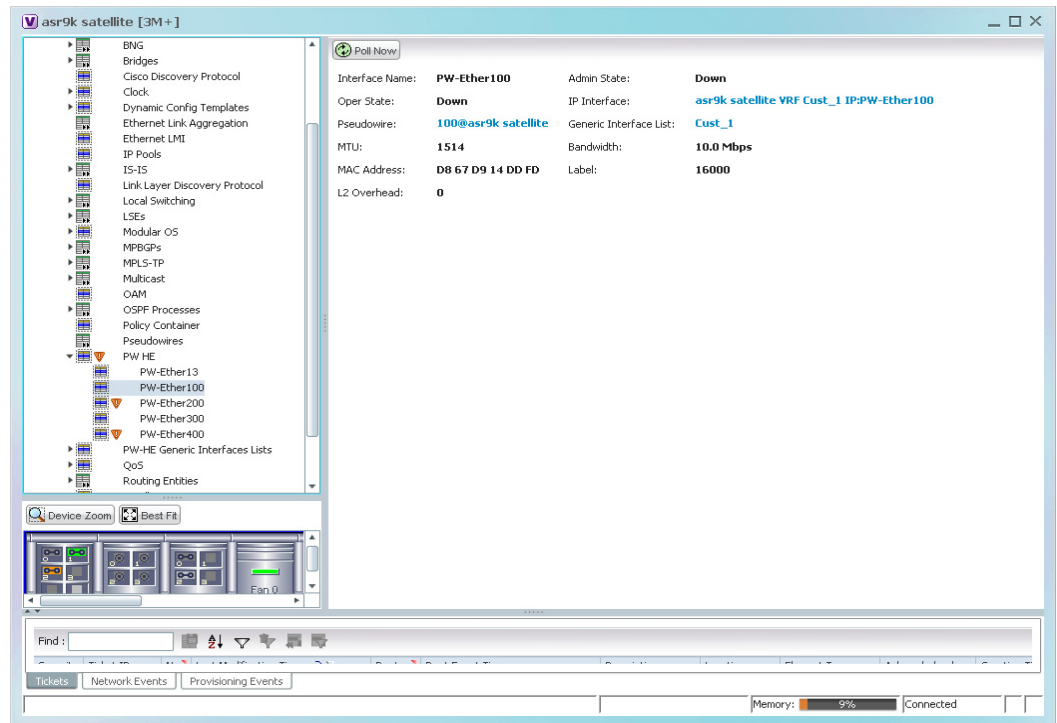 asr9k satellite [3M+]
BNG
Bridges
Cisco Discovery Protocol
Clock
Dynamic Config Templates
Ethernet Link Aggregation
Ethernet LMI
IP Pools
IS-IS
Link Layer Discovery Protocol
Local Switching
LSEs
Modular OS
MPBGPs
MPLS-TP
Multicast
OAM
OSPF Processes
Policy Container
Pseudowires
PW HE
PW-Ether13
PW-Ether100
PW-Ether200
PW-Ether300
PW-Ether400
PW-HE Generic Interfaces Lists
QoS
Routing Entities
Poll Now
Interface Name: PW-Ether100 Admin State: Down
Oper State: Down IP Interface: asr9k satellite VRF Cust_1 IP:PW-Ether100
Pseudowire: 100@asr9k satellite Generic Interface List: Cust_1
MTU: 1514 Bandwidth: 10.0 Mbps
MAC Address: D8 67 D9 14 DD FD Label: 16000
L2 Overhead: 0
Device Zoom Best Fit
Fan 0
Find :
Tickets Network Events Provisioning Events
Memory: 9% Connected